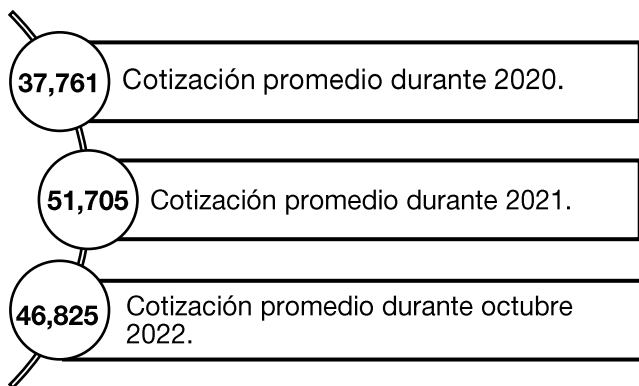 37,761 Cotización promedio durante 2020.
51,705 Cotización promedio durante 2021.
46,825 Cotización promedio durante octubre
2022.